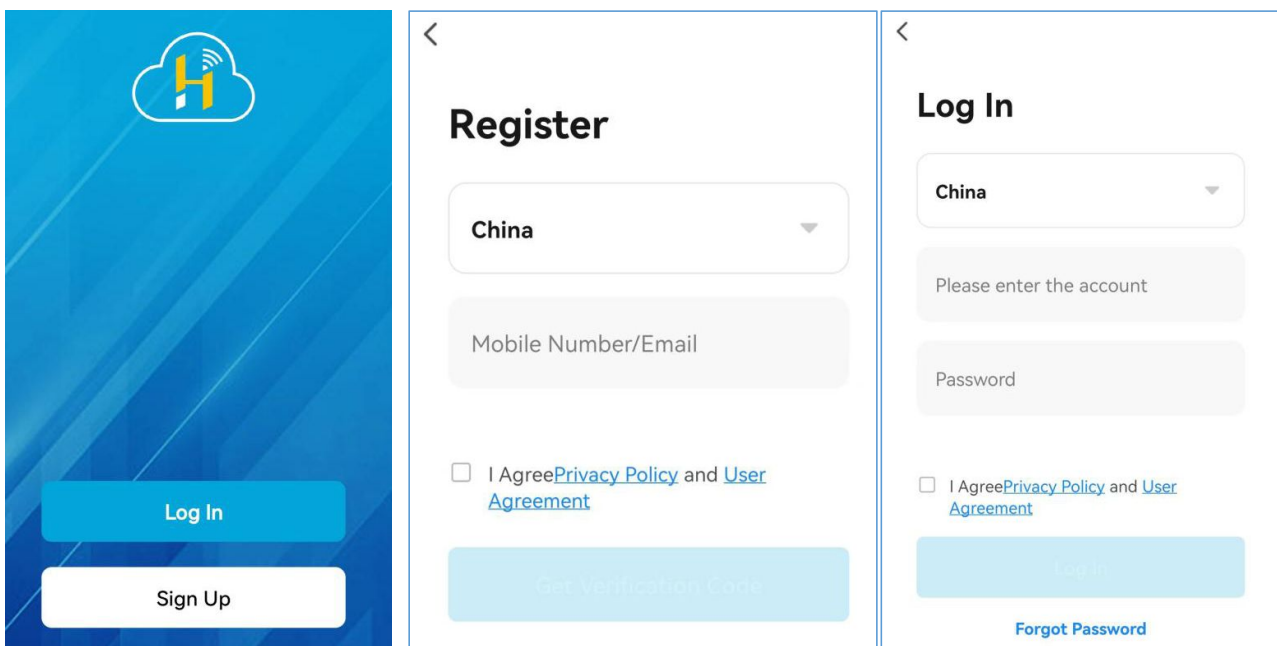 H
Log In
Sign Up
Register
China
Mobile Number/Email
I AgreePrivacy Policy and User
Agreement
Get Verification Code
Log In
China
Please enter the account
Password
I AgreePrivacy Policy and User
Agreement
Log In
Forgot Password